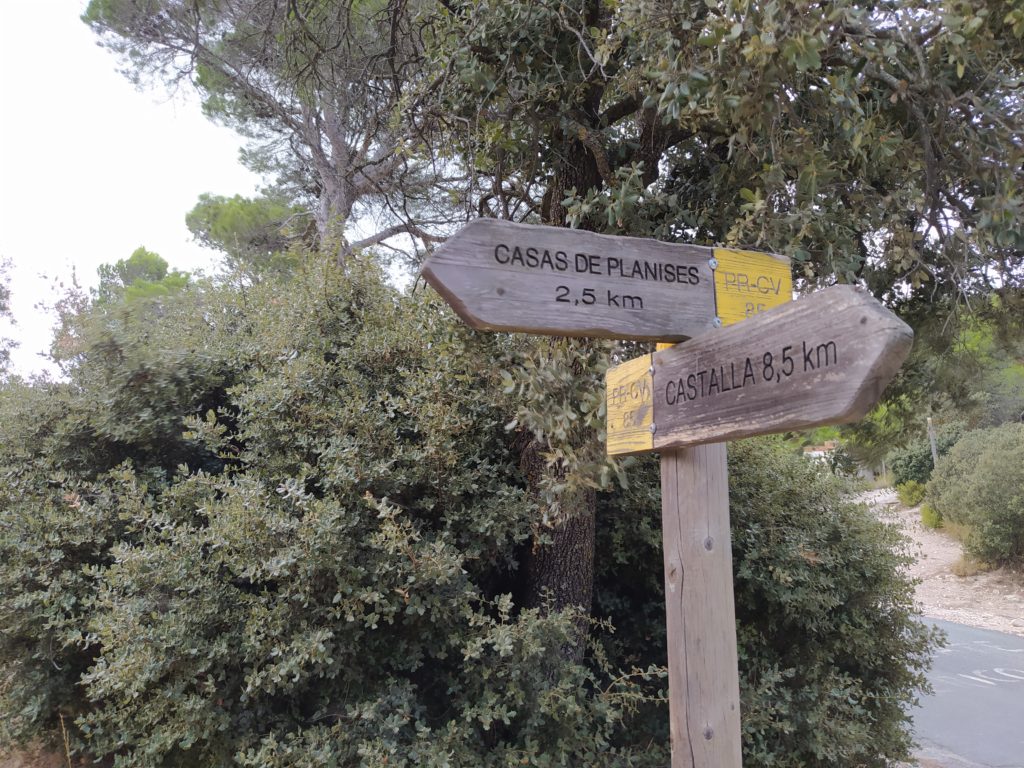 CASAS DE PLANISES
2,5 km
PR-CV
CASTALLA 8,5 km
PR-CV